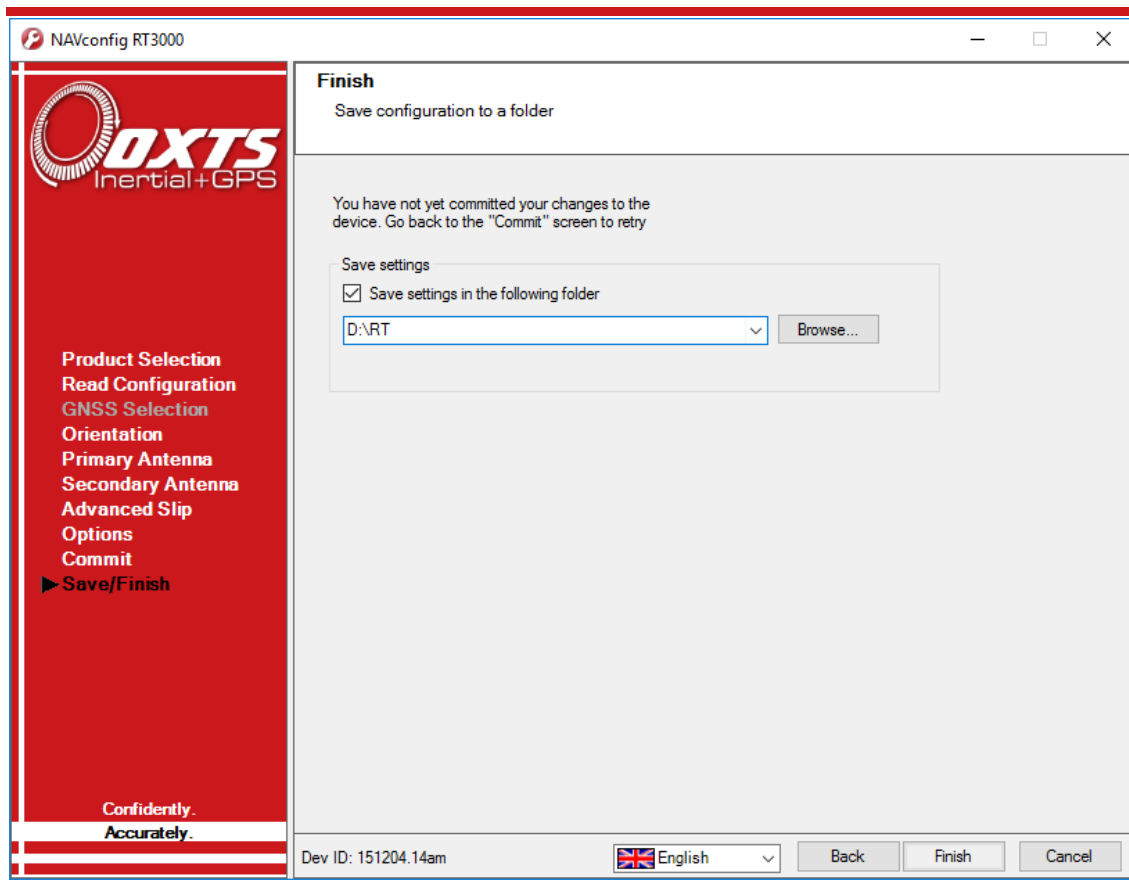 NAVconfig RT3000
OXTS
Inertial+GPS
Product Selection
Read Configuration
GNSS Selection
Orientation
Primary Antenna
Secondary Antenna
Advanced Slip
Options
Commit
Save/Finish
Confidently.
Accurately.
Finish
Save configuration to a folder
You have not yet committed your changes to the
device. Go back to the "Commit" screen to retry
Save settings
Save settings in the following folder
D:\RT
Browse...
Dev ID: 151204.14am
English
Back
Finish
Cancel